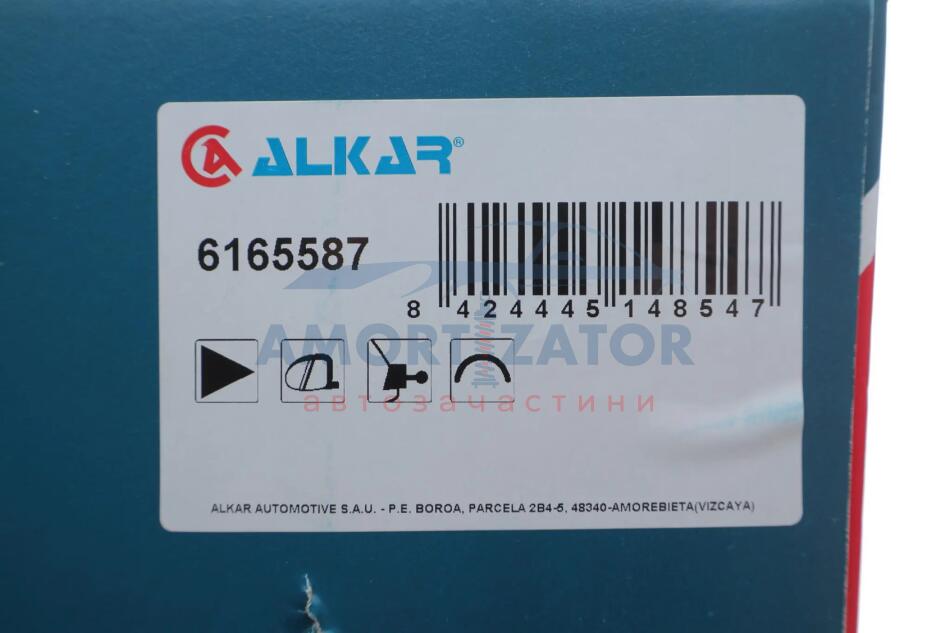 ALKAR®
6165587
8 424445 148547
AMORTIZATOR
автозачастини
ALKAR AUTOMOTIVE S.A.U. - P.E. BOROA, PARCELA 2B4-5, 48340-AMOREBIETA(VIZCAYA)